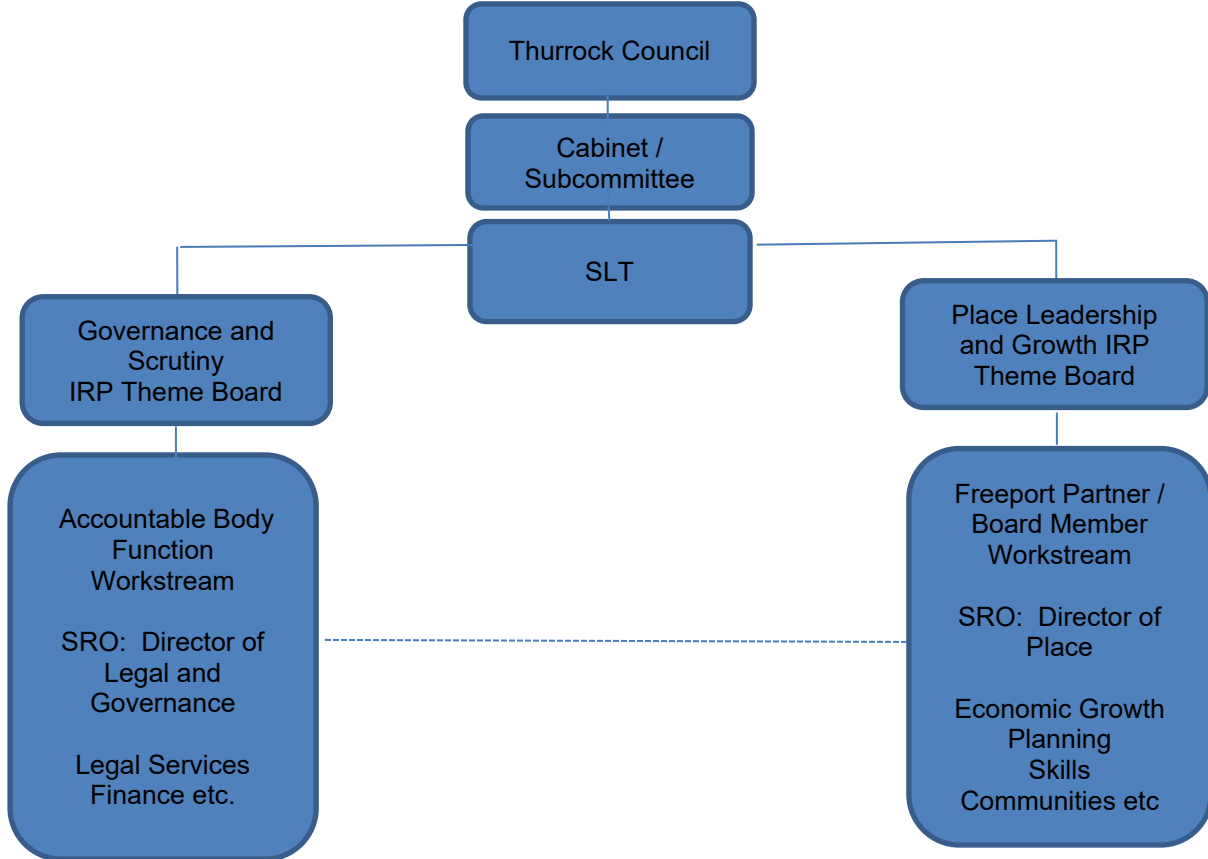 Thurrock Council
Cabinet /
Subcommittee
SLT
Governance and
Scrutiny
IRP Theme Board
Place Leadership
and Growth IRP
Theme Board
Accountable Body
Function
Workstream
SRO: Director of
Legal and
Governance
Legal Services
Finance etc.
Freeport Partner /
Board Member
Workstream
SRO: Director of
Place
Economic Growth
Planning
Skills
Communities etc